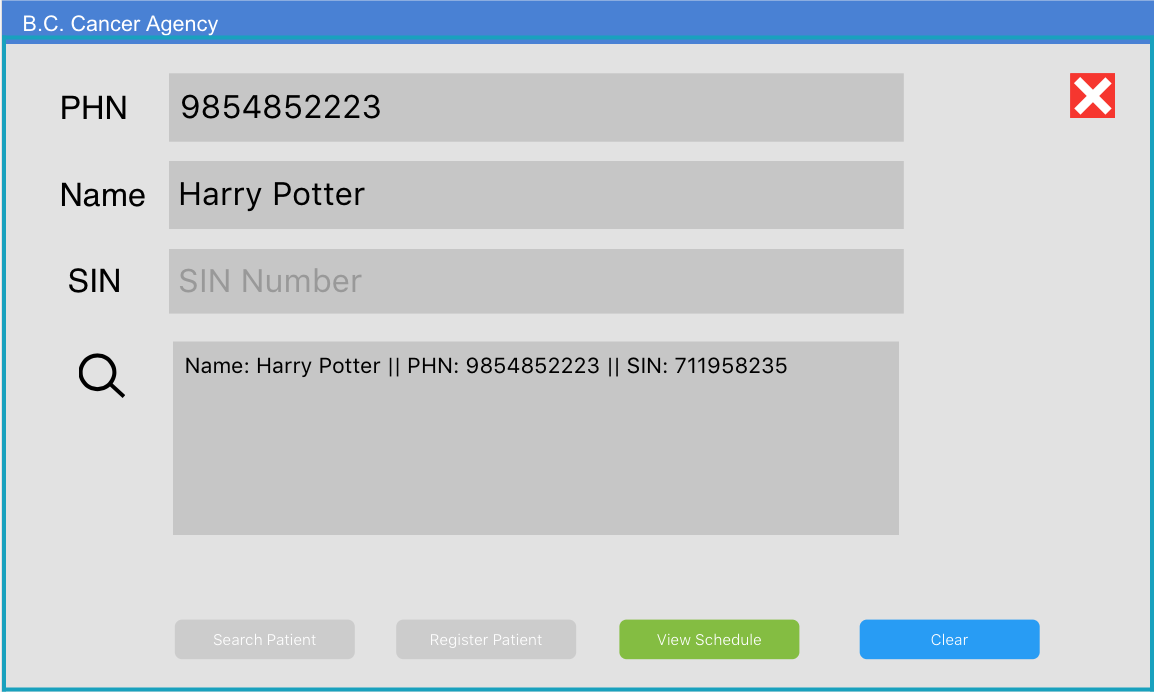 B.C. Cancer Agency
PHN 9854852223
Name Harry Potter
SIN SIN Number
Name: Harry Potter || PHN: 9854852223 || SIN: 711958235
Search Patient Register Patient View Schedule Clear